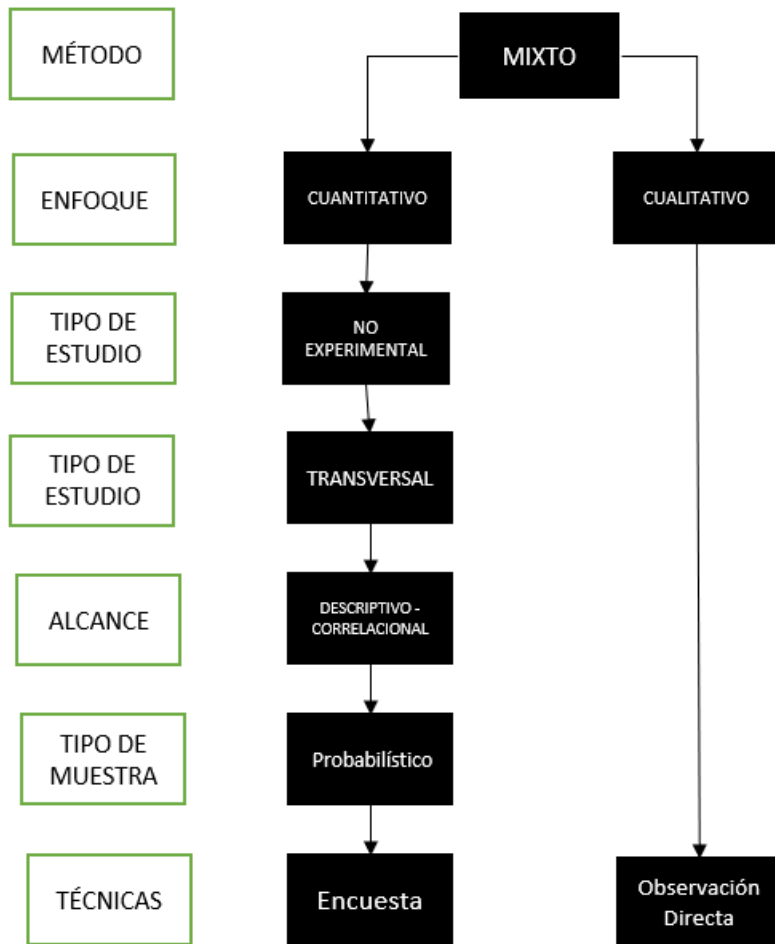 MÉTODO
MIXTO
ENFOQUE
CUANTITATIVO
CUALITATIVO
TIPO DE
ESTUDIO
NO
EXPERIMENTAL
TIPO DE
ESTUDIO
TRANSVERSAL
ALCANCE
DESCRIPTIVO -
CORRELACIONAL
TIPO DE
MUESTRA
Probabilístico
TÉCNICAS
Encuesta
Observación
Directa